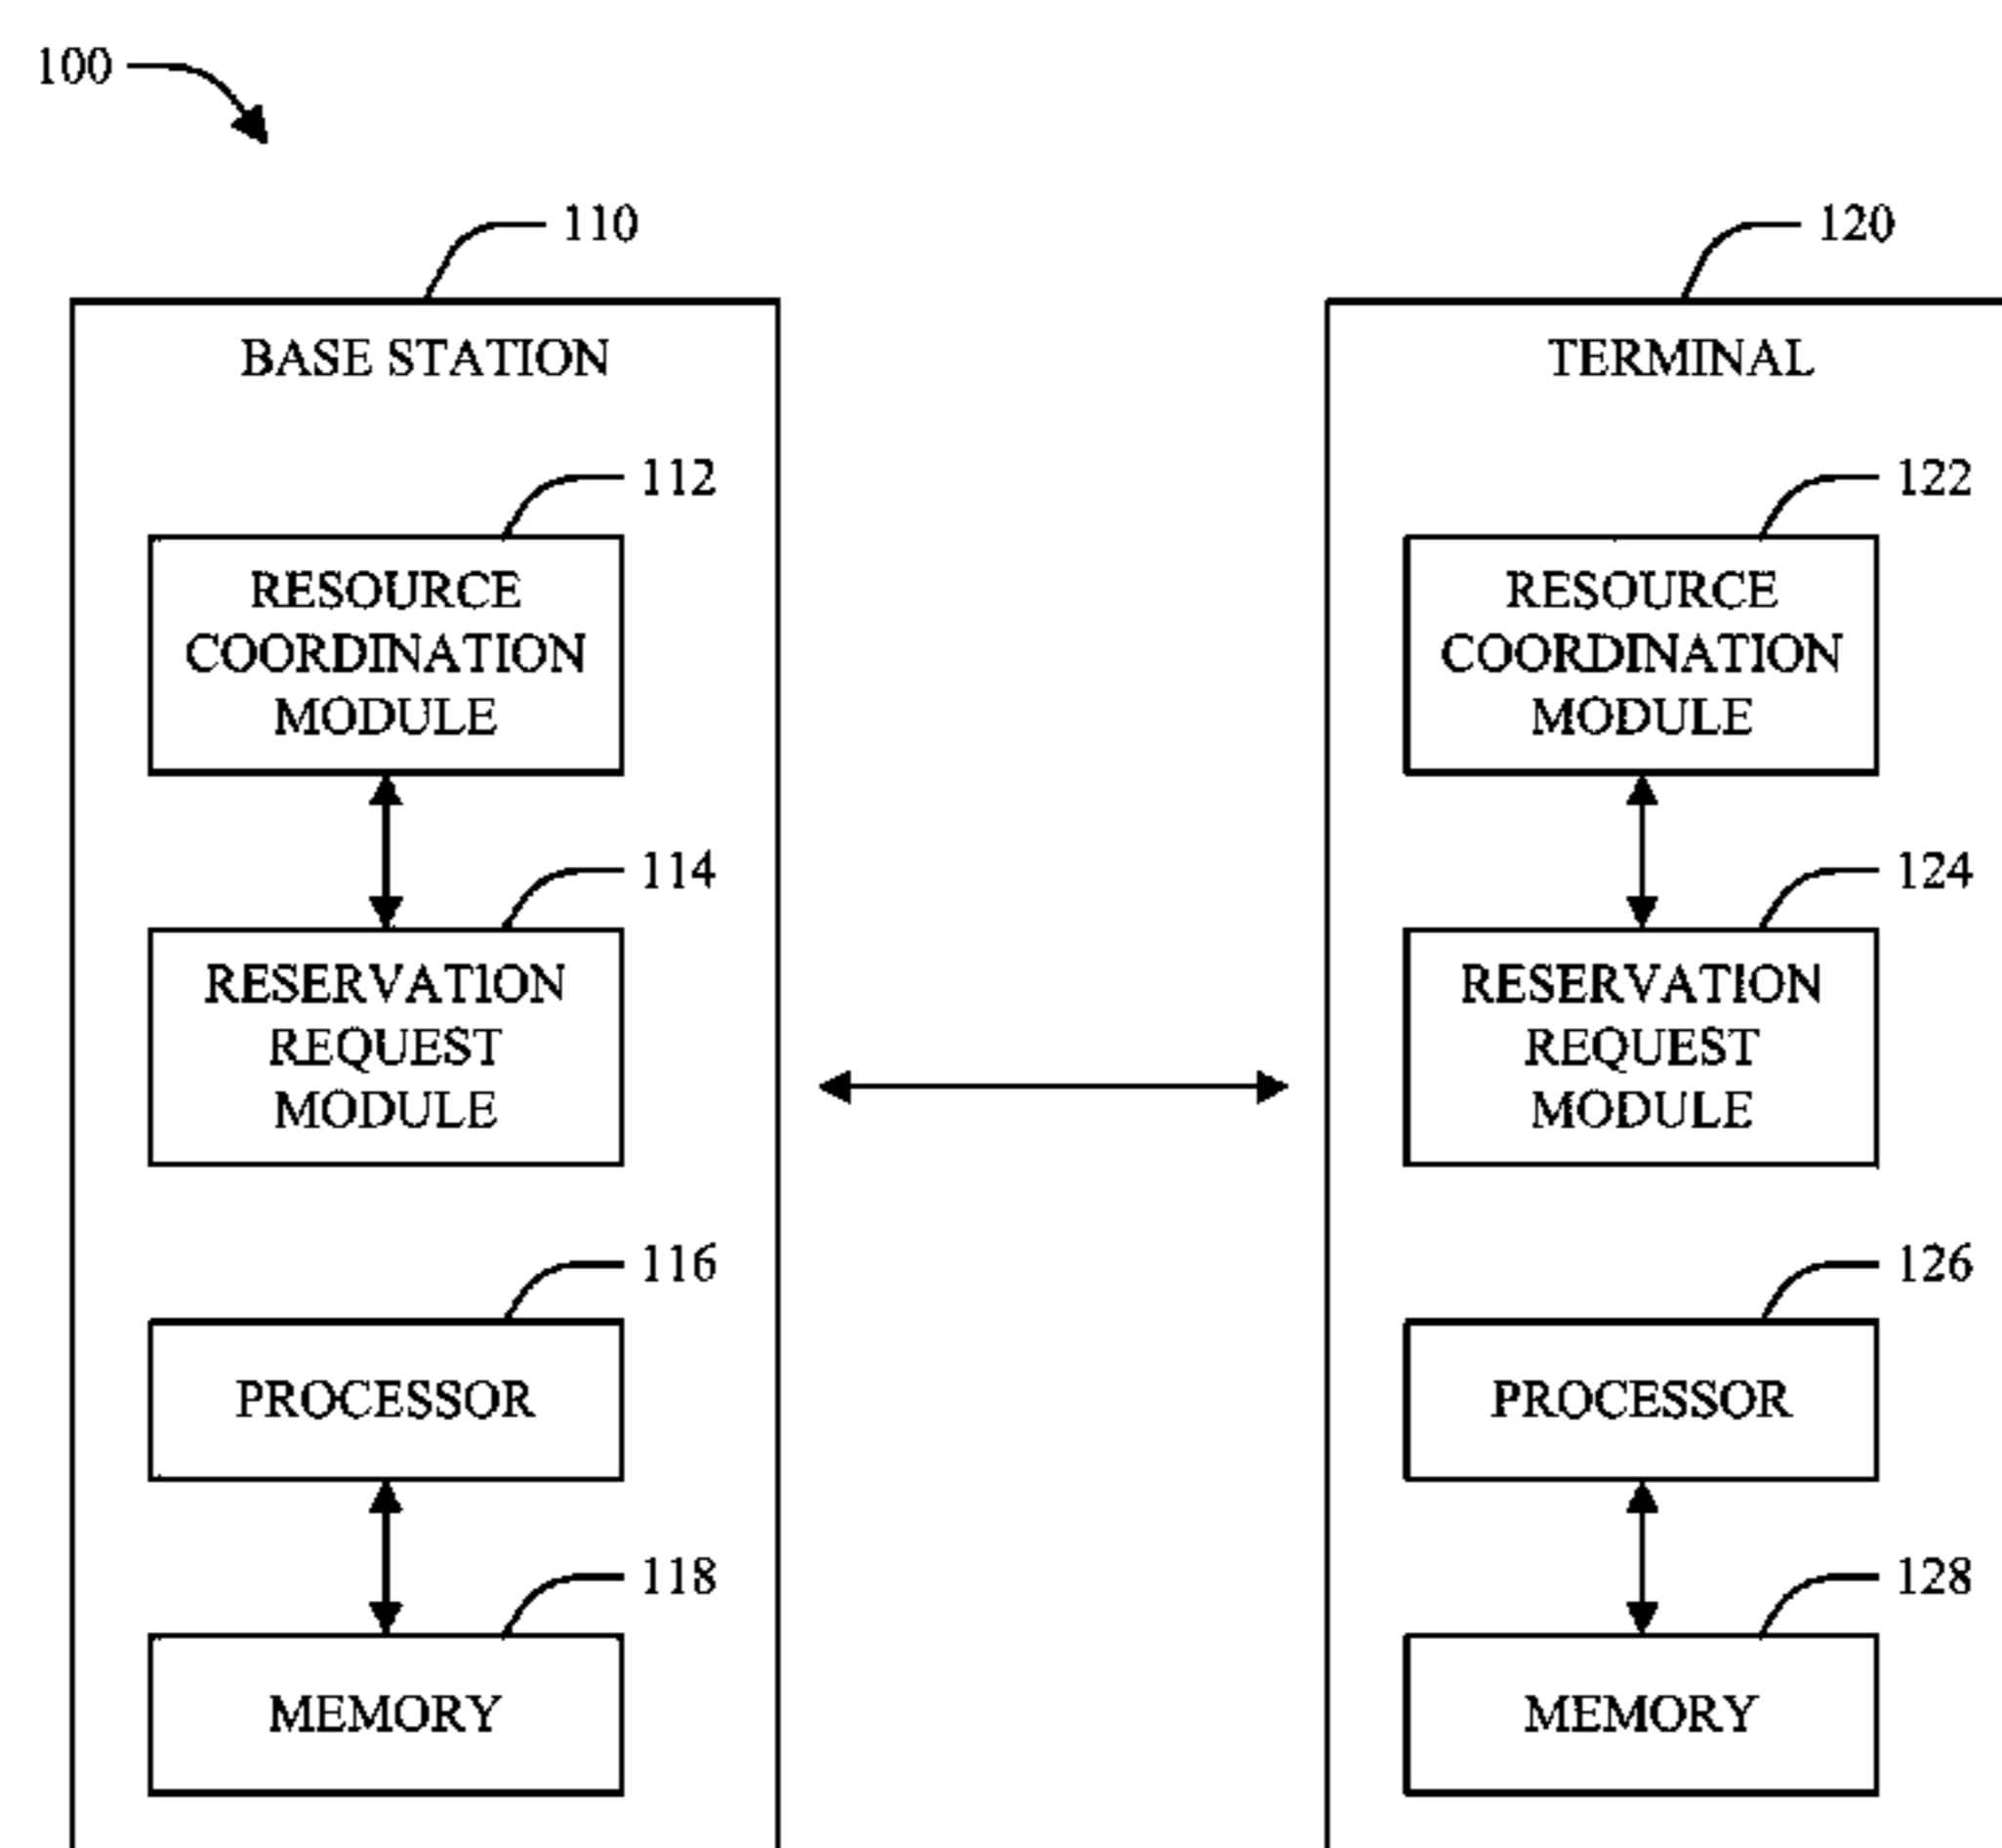 100
110
BASE STATION
112
RESOURCE
COORDINATION
MODULE
114
RESERVATION
REQUEST
MODULE
116
PROCESSOR
118
MEMORY
120
TERMINAL
122
RESOURCE
COORDINATION
MODULE
124
RESERVATION
REQUEST
MODULE
126
PROCESSOR
128
MEMORY